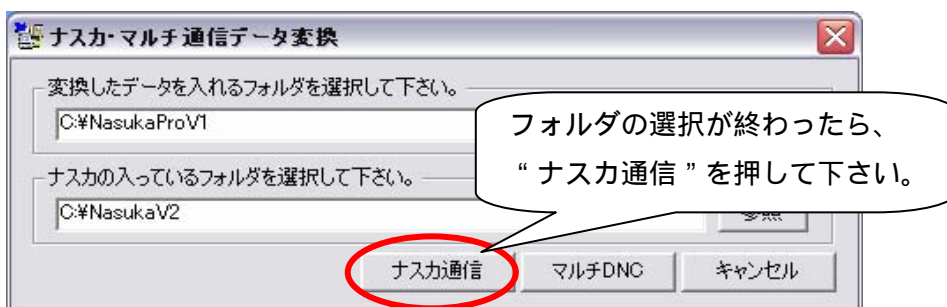 ナスカ・マルチ通信データ変換
変換したデータを入れるフォルダを選択して下さい。
C:¥NasukaProV1
フォルダの選択が終わったら、
“ナスカ通信”を押して下さい。
ナスカの入っているフォルダを選択して下さい。
C:¥NasukaV2
ナスカ通信
マルチDNC
キャンセル